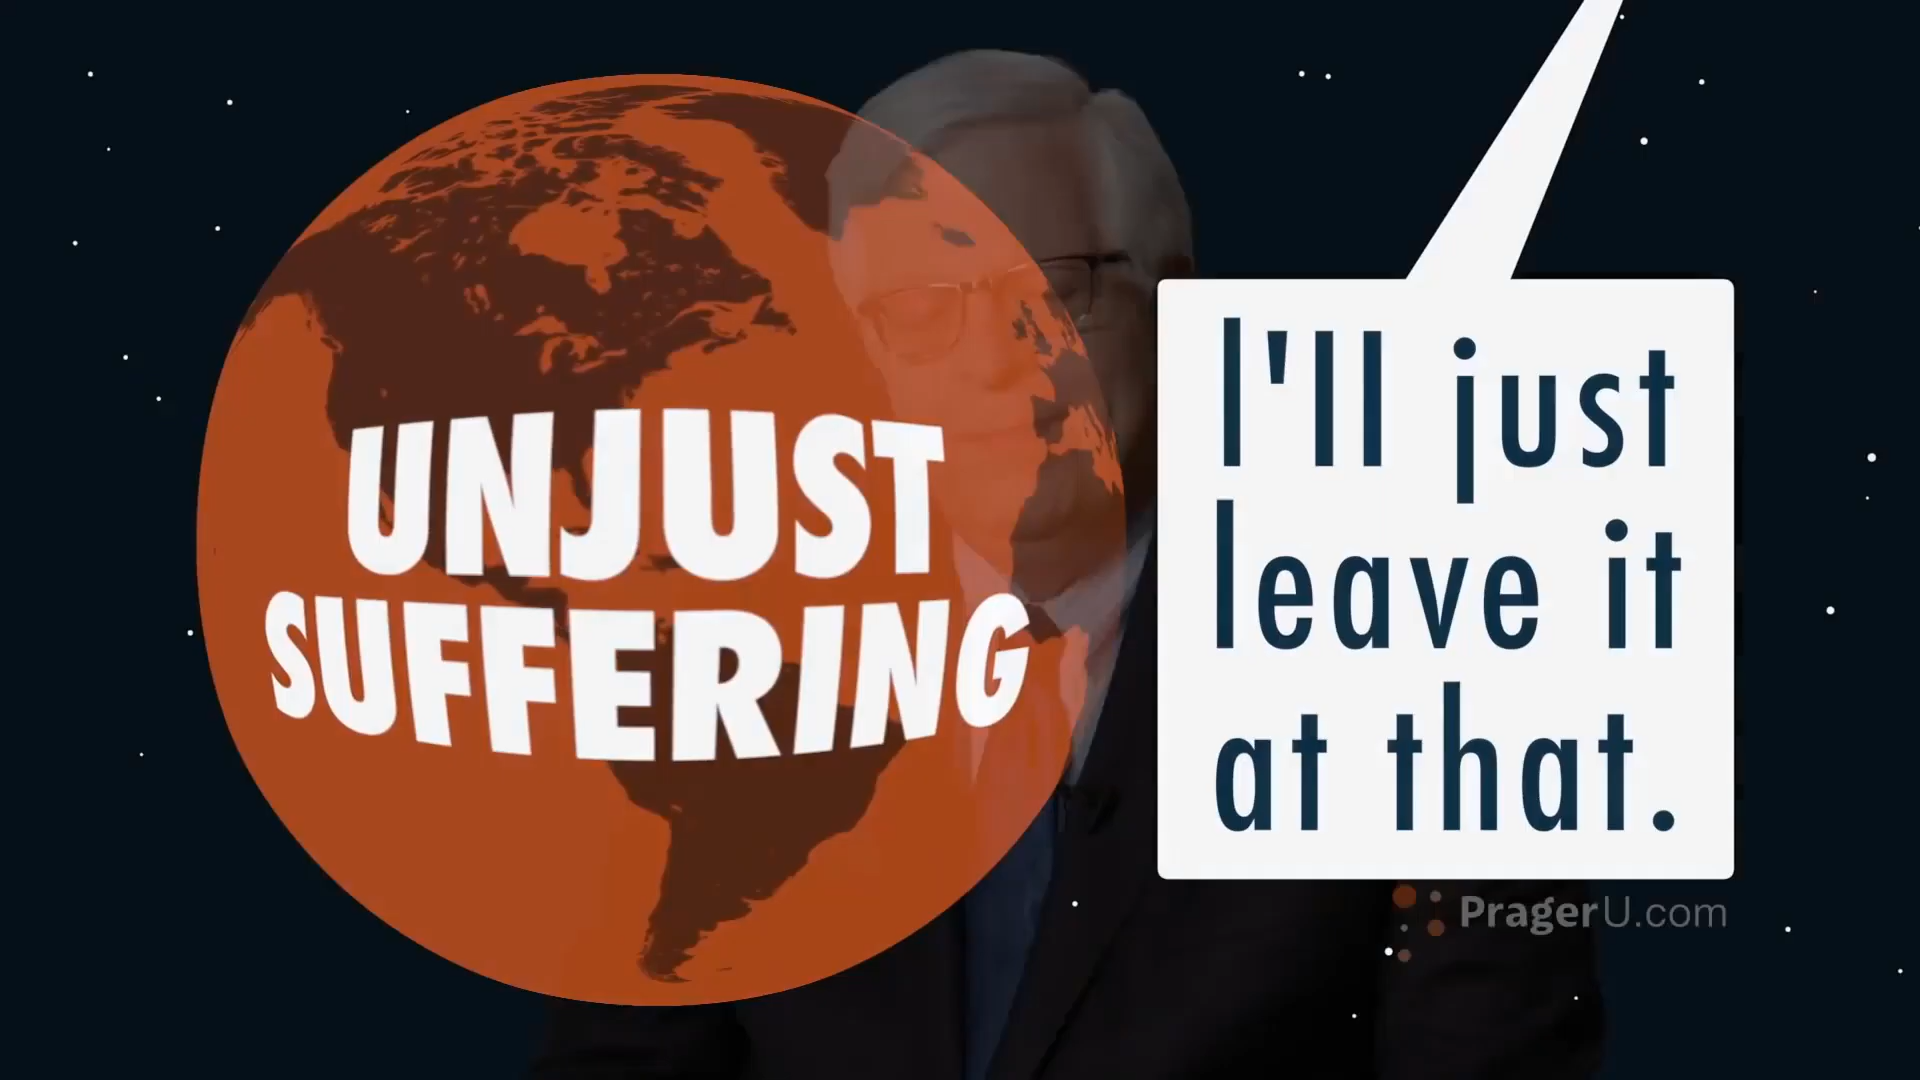 UNJUST
SUFFERING
I'll just
leave it
at that.
PragerU.com